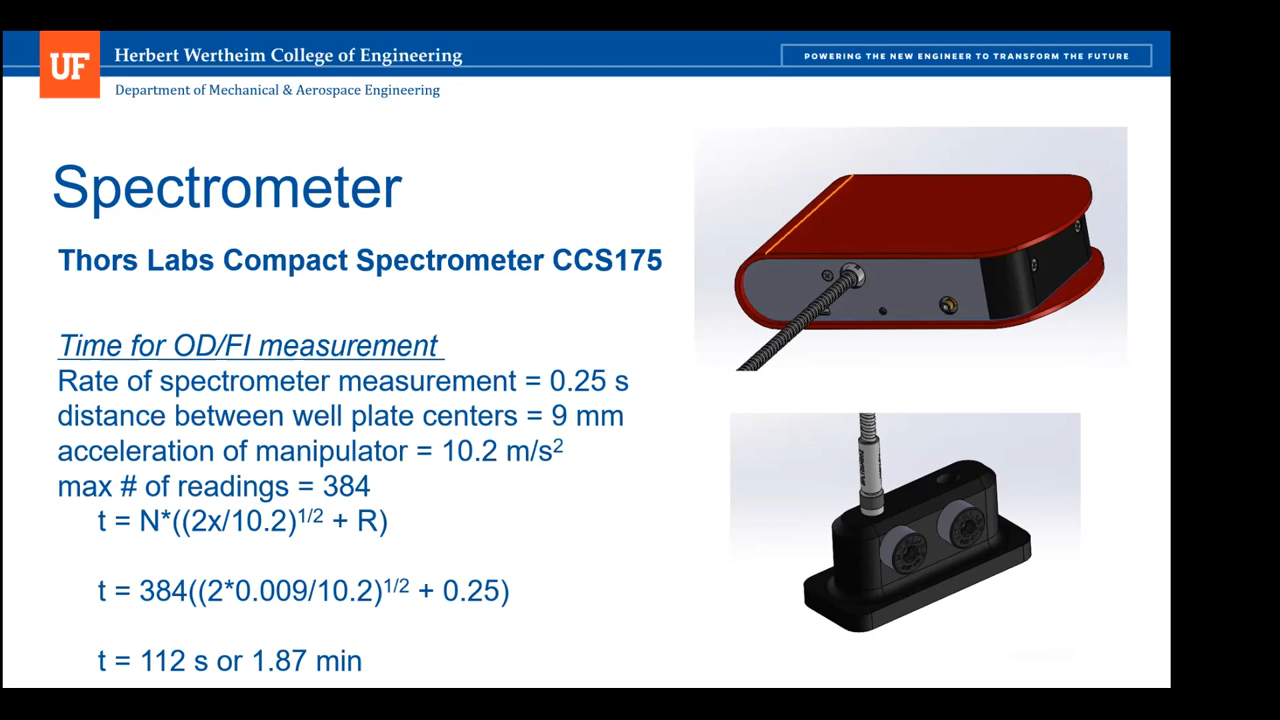 UF
Herbert Wertheim College of Engineering
POWERING THE NEW ENGINEER TO TRANSFORM THE FUTURE
Department of Mechanical & Aerospace Engineering
Spectrometer
Thors Labs Compact Spectrometer CCS175
Time for OD/FI measurement
Rate of spectrometer measurement = 0.25 s
distance between well plate centers = 9 mm
acceleration of manipulator = 10.2 m/s²
max # of readings = 384
t = N*((2x/10.2)^1/2 + R)
t = 384((2*0.009/10.2)^1/2 + 0.25)
t = 112 s or 1.87 min